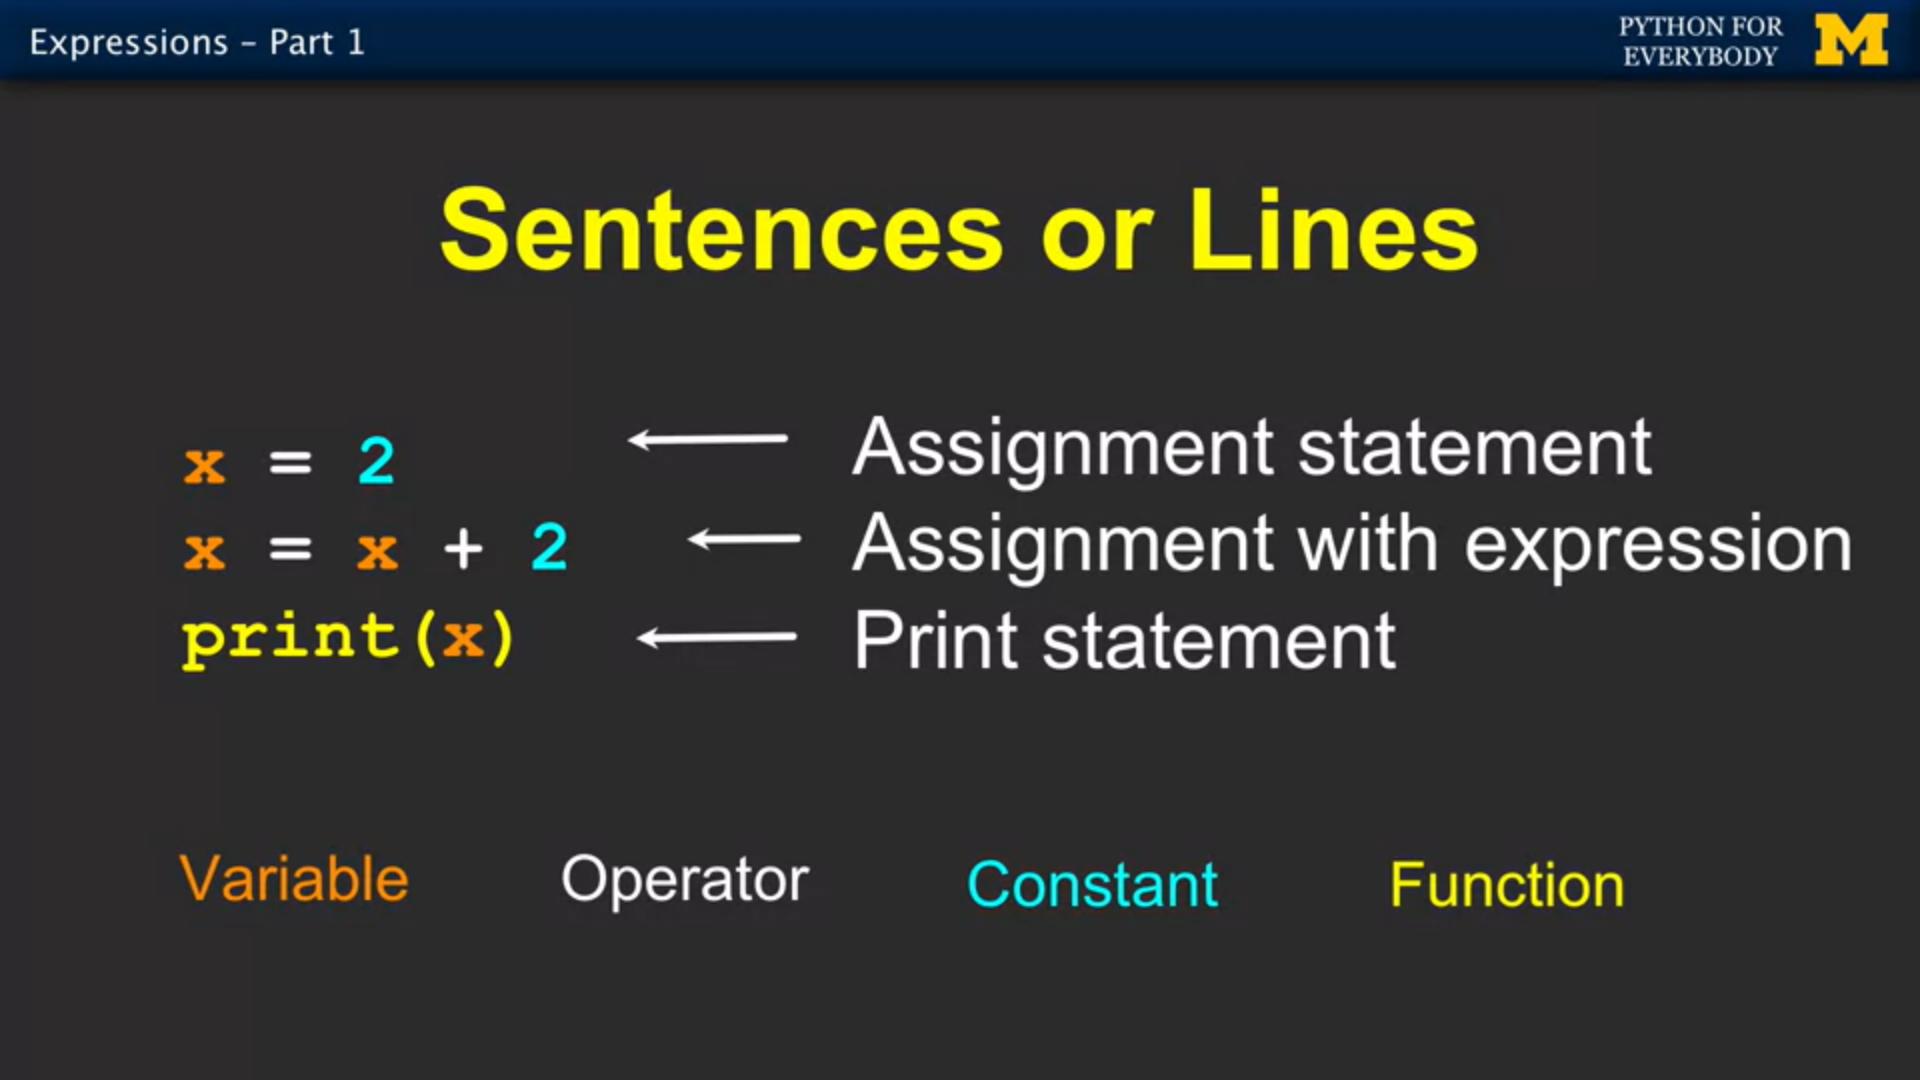 Expressions – Part 1
PYTHON FOR
EVERYBODY
M
Sentences or Lines
x = 2 Assignment statement
x = x + 2 Assignment with expression
print(x) Print statement
Variable Operator Constant Function